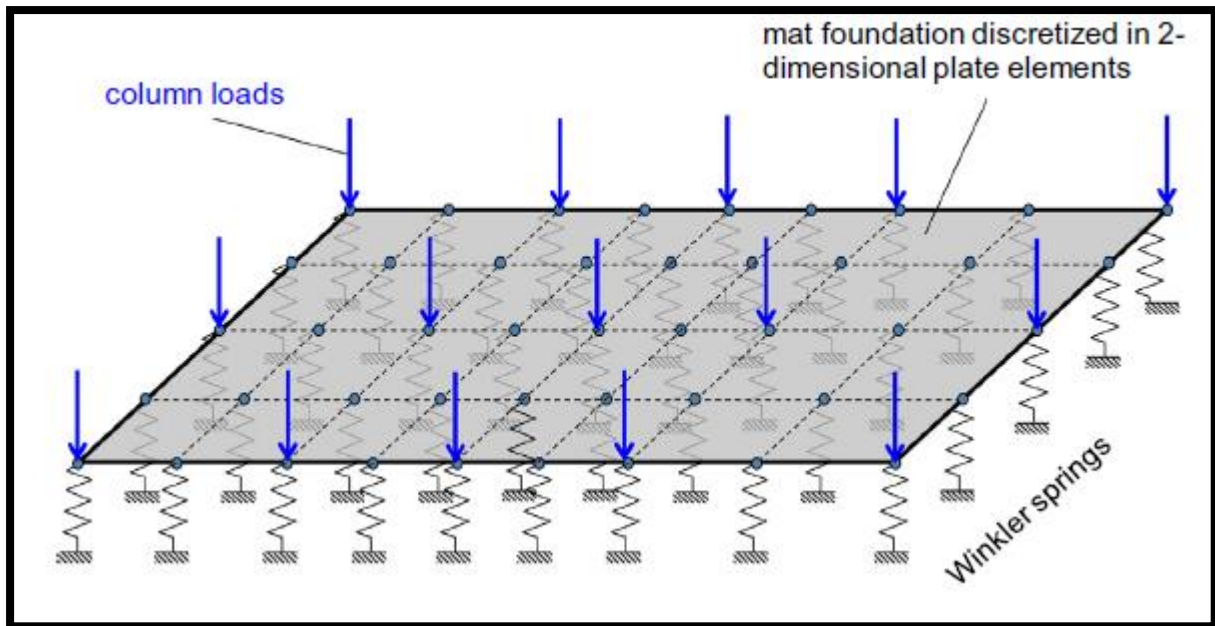 mat foundation discretized in 2-
dimensional plate elements
column loads
Winkler springs